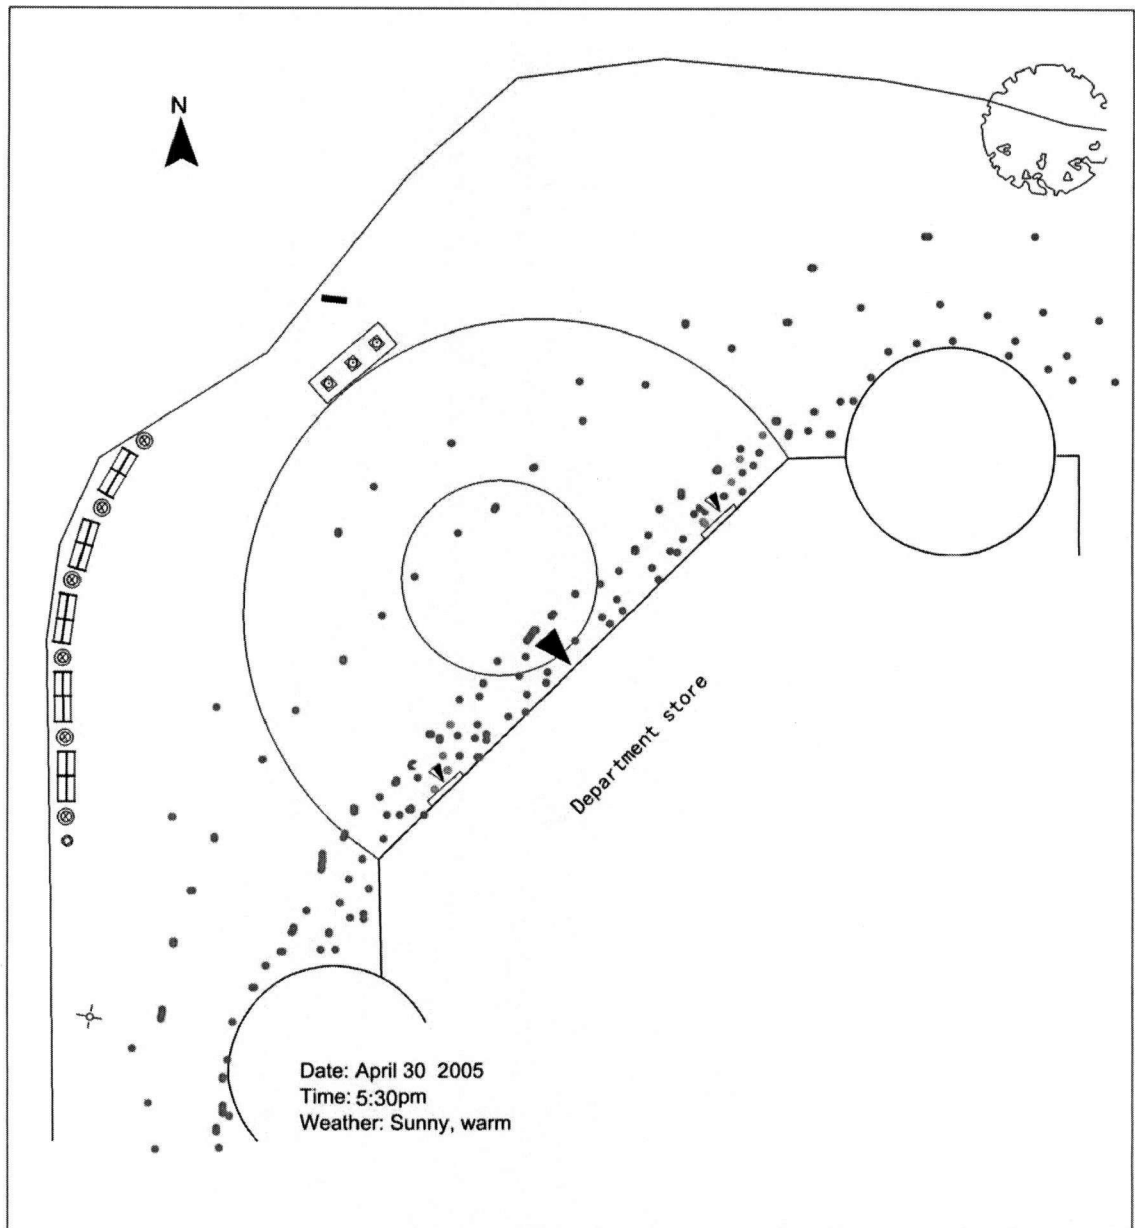 N
Department store
Date: April 30 2005
Time: 5:30pm
Weather: Sunny, warm